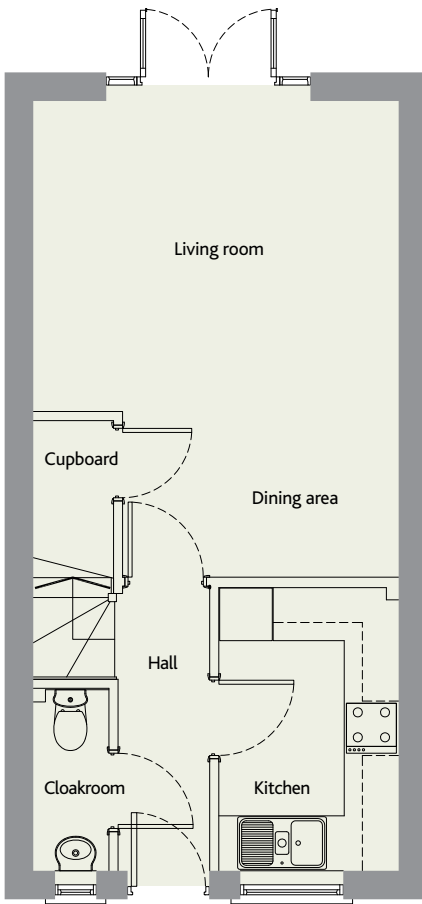 Living room
Cupboard
Dining area
Hall
Cloakroom
Kitchen